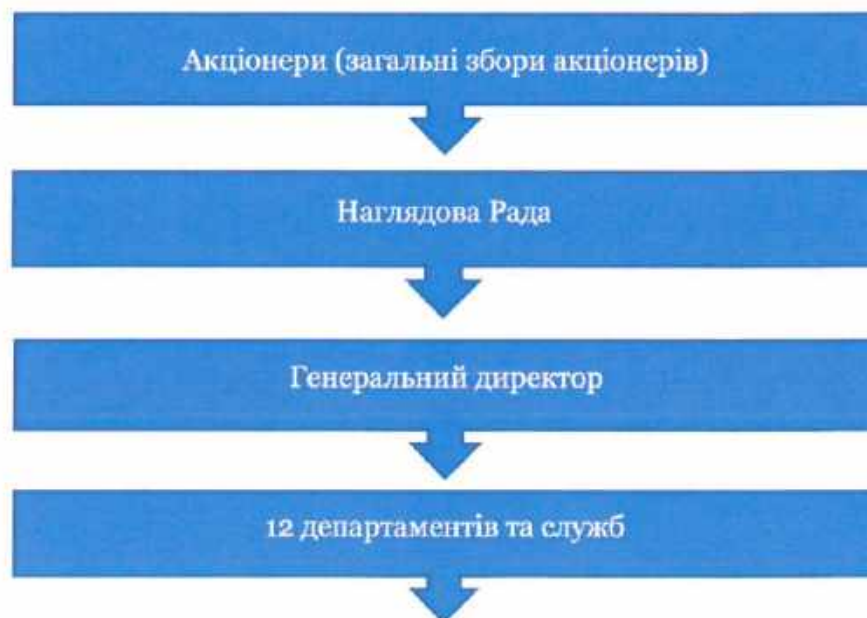 Акціонери (загальні збори акціонерів)
Наглядова Рада
Генеральний директор
12 департаментів та служб